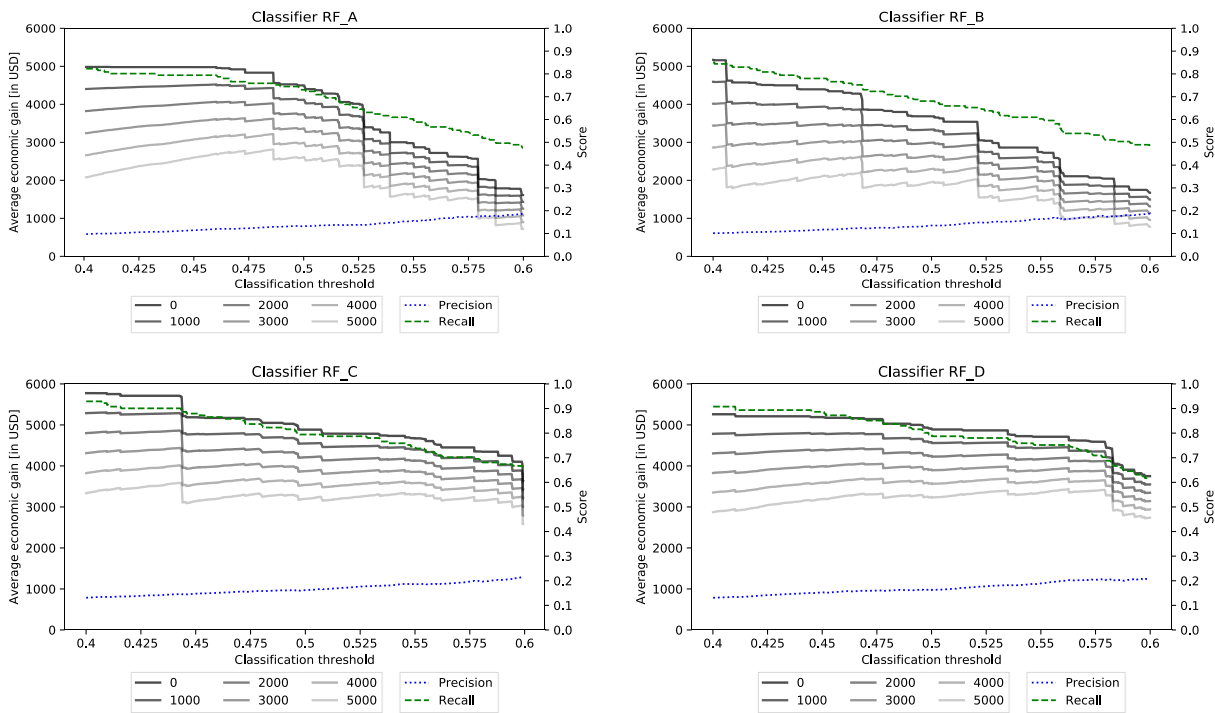 Classifier RF_A
Average economic gain [in USD]
6000
5000
4000
3000
2000
1000
0
1.0
0.9
0.8
0.7
0.6
0.5
0.4
0.3
0.2
0.1
0.0
Score
0.4 0.425 0.45 0.475 0.5 0.525 0.55 0.575 0.6
Classification threshold
0 2000 4000 Precision
1000 3000 5000 Recall
Classifier RF_B
Average economic gain [in USD]
6000
5000
4000
3000
2000
1000
0
1.0
0.9
0.8
0.7
0.6
0.5
0.4
0.3
0.2
0.1
0.0
Score
0.4 0.425 0.45 0.475 0.5 0.525 0.55 0.575 0.6
Classification threshold
0 2000 4000 Precision
1000 3000 5000 Recall
Classifier RF_C
Average economic gain [in USD]
6000
5000
4000
3000
2000
1000
0
1.0
0.9
0.8
0.7
0.6
0.5
0.4
0.3
0.2
0.1
0.0
Score
0.4 0.425 0.45 0.475 0.5 0.525 0.55 0.575 0.6
Classification threshold
0 2000 4000 Precision
1000 3000 5000 Recall
Classifier RF_D
Average economic gain [in USD]
6000
5000
4000
3000
2000
1000
0
1.0
0.9
0.8
0.7
0.6
0.5
0.4
0.3
0.2
0.1
0.0
Score
0.4 0.425 0.45 0.475 0.5 0.525 0.55 0.575 0.6
Classification threshold
0 2000 4000 Precision
1000 3000 5000 Recall